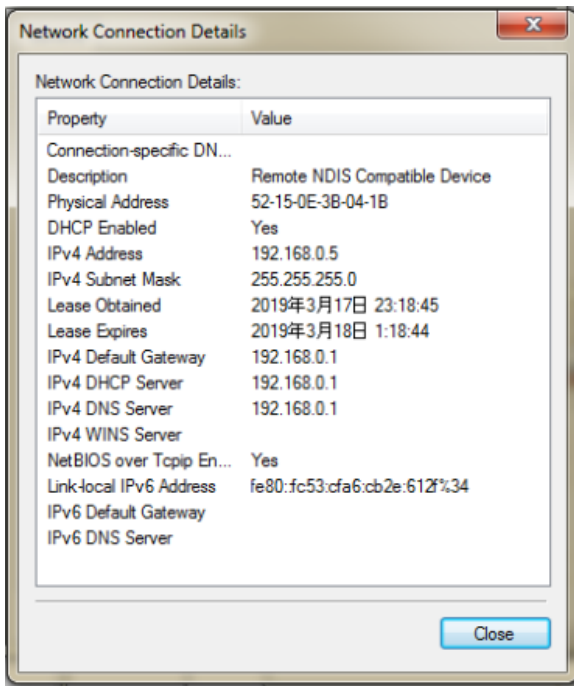 Network Connection Details
Network Connection Details:
Property Value
Connection-specific DN...
Description Remote NDIS Compatible Device
Physical Address 52-15-0E-3B-04-1B
DHCP Enabled Yes
IPv4 Address 192.168.0.5
IPv4 Subnet Mask 255.255.255.0
Lease Obtained 2019年3月17日 23:18:45
Lease Expires 2019年3月18日 1:18:44
IPv4 Default Gateway 192.168.0.1
IPv4 DHCP Server 192.168.0.1
IPv4 DNS Server 192.168.0.1
IPv4 WINS Server
NetBIOS over Tcpip En... Yes
Link-local IPv6 Address fe80::fc53:cfa6:cb2e:612f%34
IPv6 Default Gateway
IPv6 DNS Server
Close